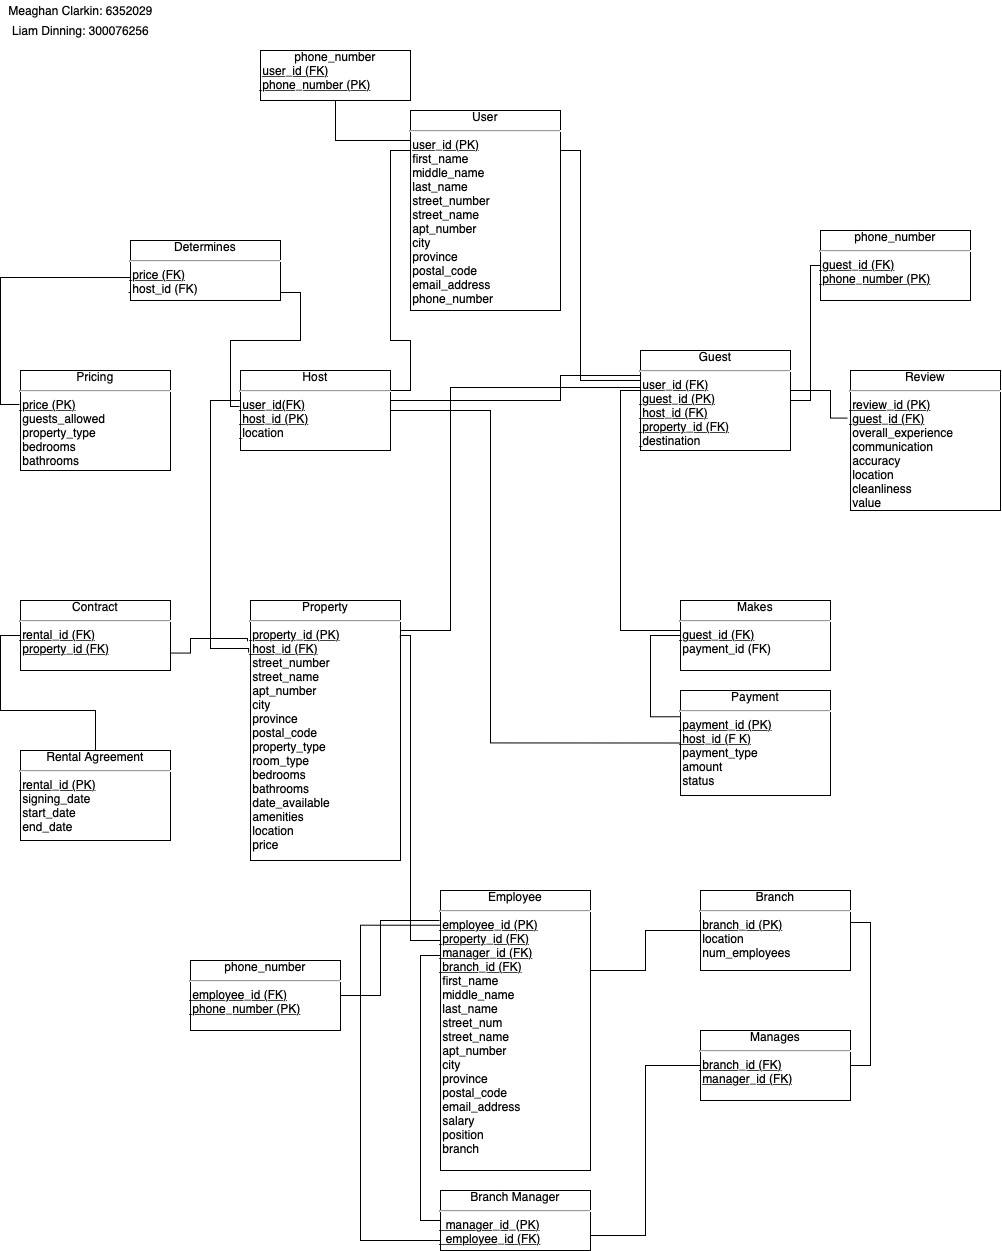 Meaghan Clarkin: 6352029
Liam Dinning: 300076256
phone_number
user_id (FK)
phone_number (PK)
User
user_id (PK)
first_name
middle_name
last_name
street_number
street_name
apt_number
city
province
postal_code
email_address
phone_number
Determines
price (FK)
host_id (FK)
phone_number
guest_id (FK)
phone_number (PK)
Pricing
price (PK)
guests_allowed
property_type
bedrooms
bathrooms
Host
user_id(FK)
host_id (PK)
location
Guest
user_id (FK)
guest_id (PK)
host_id (FK)
property_id (FK)
destination
Review
review_id (PK)
guest_id (FK)
overall_experience
communication
accuracy
location
cleanliness
value
Contract
rental_id (FK)
property_id (FK)
Property
property_id (PK)
host_id (FK)
street_number
street_name
apt_number
city
province
postal_code
property_type
room_type
bedrooms
bathrooms
date_available
amenities
location
price
Makes
guest_id (FK)
payment_id (FK)
Payment
payment_id (PK)
host_id (F K)
payment_type
amount
status
Rental Agreement
rental_id (PK)
signing_date
start_date
end_date
Employee
employee_id (PK)
property_id (FK)
manager_id (FK)
branch_id (FK)
first_name
middle_name
last_name
street_num
street_name
apt_number
city
province
postal_code
email_address
salary
position
branch
Branch
branch_id (PK)
location
num_employees
phone_number
employee_id (FK)
phone_number (PK)
Manages
branch_id (FK)
manager_id (FK)
Branch Manager
manager_id_(PK)
employee_id (FK)